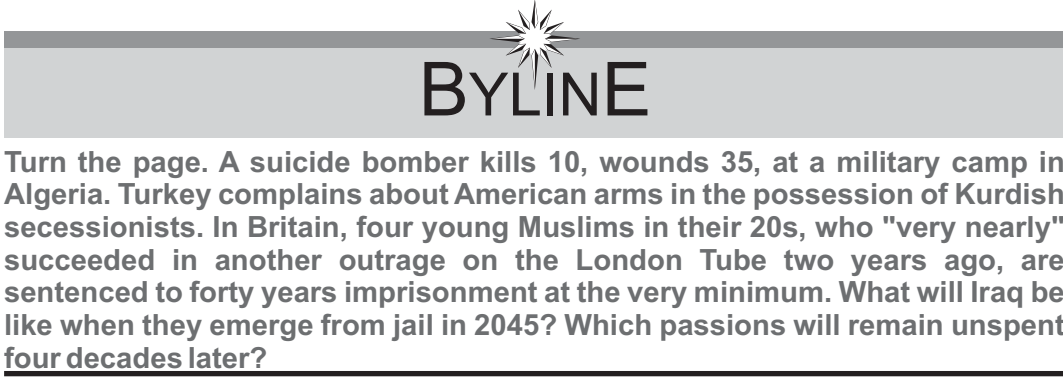 BYLINE
Turn the page. A suicide bomber kills 10, wounds 35, at a military camp in
Algeria. Turkey complains about American arms in the possession of Kurdish
secessionists. In Britain, four young Muslims in their 20s, who "very nearly"
succeeded in another outrage on the London Tube two years ago, are
sentenced to forty years imprisonment at the very minimum. What will Iraq be
like when they emerge from jail in 2045? Which passions will remain unspent
four decades later?